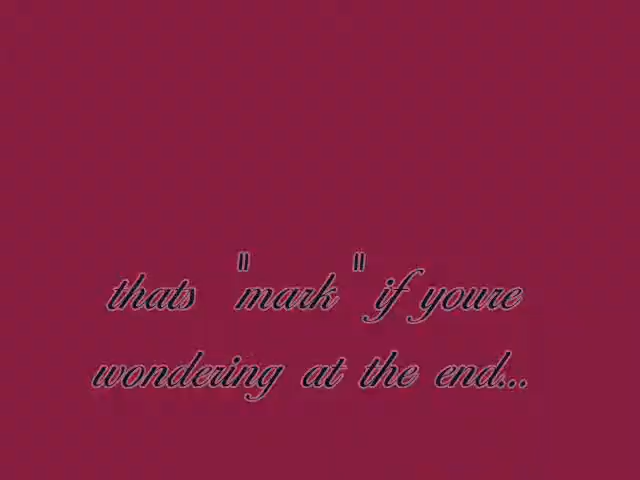 thats "mark" if youre
wondering at the end...